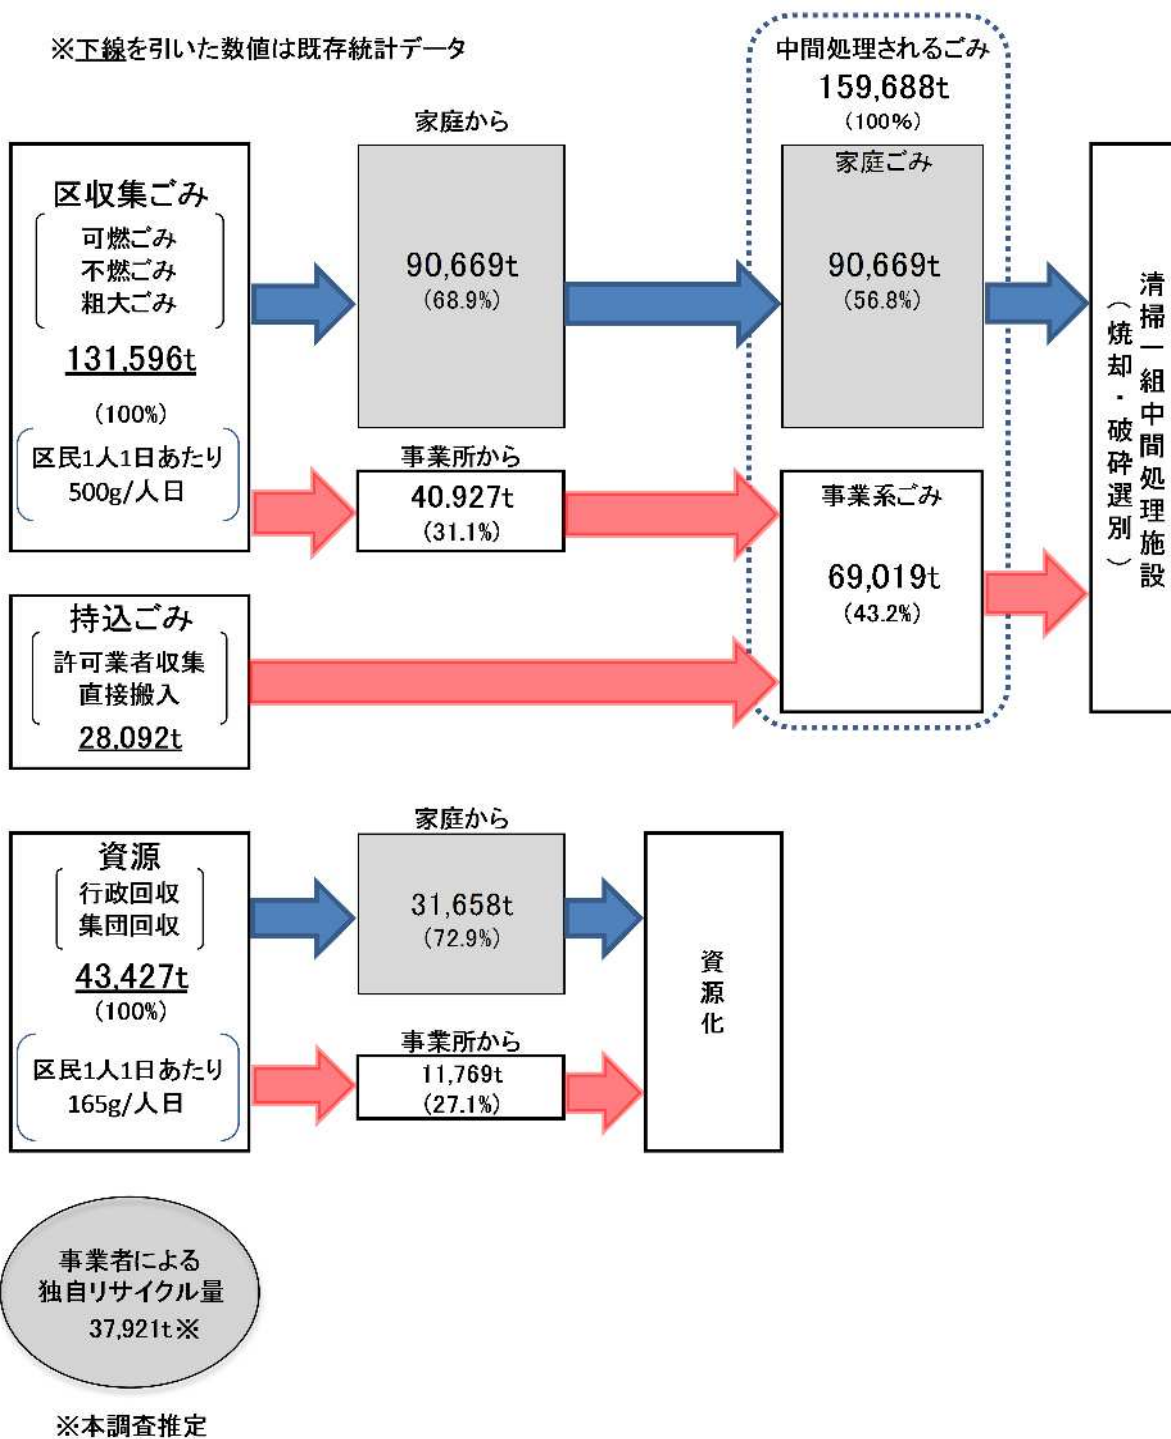 ※下線を引いた数値は既存統計データ
中間処理されるごみ
159,688t
(100%)
家庭から
区収集ごみ
可燃ごみ
不燃ごみ
粗大ごみ
131,596t
(100%)
区民1人1日あたり
500g/人日
90,669t
(68.9%)
家庭ごみ
90,669t
(56.8%)
事業所から
40,927t
(31.1%)
事業系ごみ
69,019t
(43.2%)
清掃一組中間処理施設
(焼却・破砕選別)
持込ごみ
許可業者収集
直接搬入
28,092t
家庭から
資源
行政回収
集団回収
43,427t
(100%)
区民1人1日あたり
165g/人日
31,658t
(72.9%)
事業所から
11,769t
(27.1%)
資源化
事業者による
独自リサイクル量
37,921t※
※本調査推定